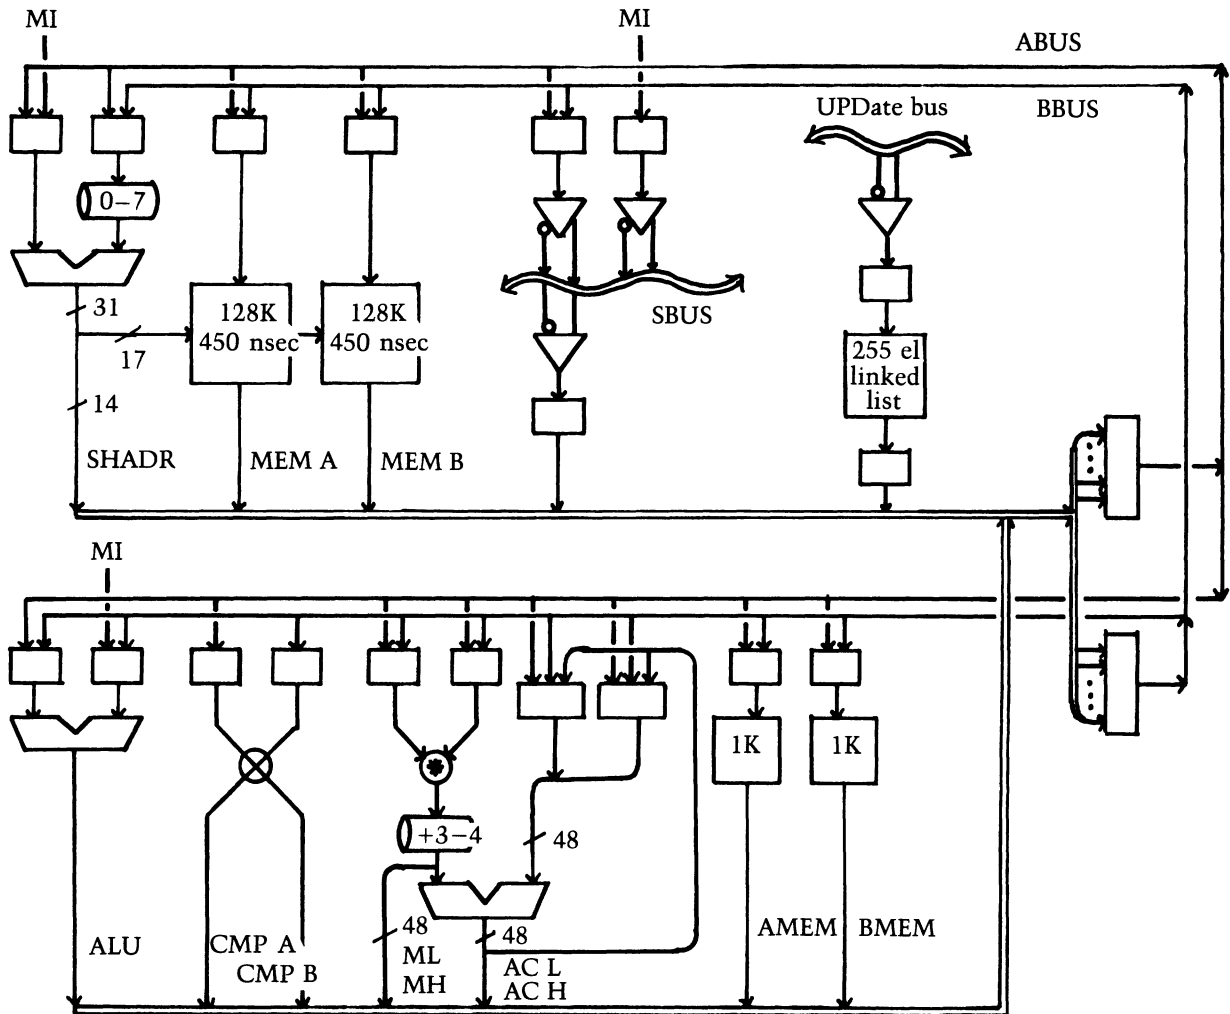 MI
MI
ABUS
UPDate bus
BBUS
0–7
31
17
128K
450 nsec
128K
450 nsec
SBUS
255 el
linked
list
14
SHADR
MEM A
MEM B
MI
1K
1K
+3–4
48
48
48
ALU
CMP A
CMP B
ML
MH
AC L
AC H
AMEM
BMEM